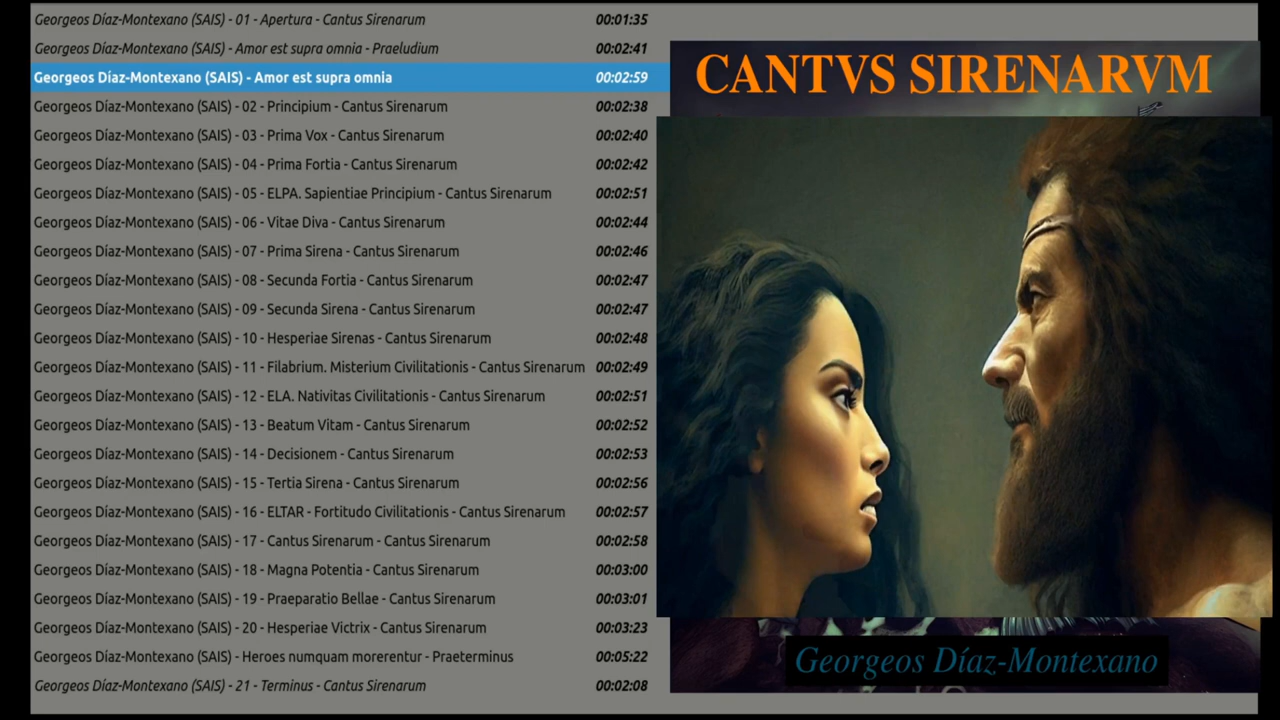 Georgeos Díaz-Montexano (SAIS) - 01 - Apertura - Cantus Sirenarum 00:01:35
Georgeos Díaz-Montexano (SAIS) - Amor est supra omnia - Praeludium 00:02:41
Georgeos Díaz-Montexano (SAIS) - Amor est supra omnia 00:02:59
Georgeos Díaz-Montexano (SAIS) - 02 - Principium - Cantus Sirenarum 00:02:38
Georgeos Díaz-Montexano (SAIS) - 03 - Prima Vox - Cantus Sirenarum 00:02:40
Georgeos Díaz-Montexano (SAIS) - 04 - Prima Fortia - Cantus Sirenarum 00:02:42
Georgeos Díaz-Montexano (SAIS) - 05 - ELPA. Sapientiae Principium - Cantus Sirenarum 00:02:51
Georgeos Díaz-Montexano (SAIS) - 06 - Vitae Diva - Cantus Sirenarum 00:02:44
Georgeos Díaz-Montexano (SAIS) - 07 - Prima Sirena - Cantus Sirenarum 00:02:46
Georgeos Díaz-Montexano (SAIS) - 08 - Secunda Fortia - Cantus Sirenarum 00:02:47
Georgeos Díaz-Montexano (SAIS) - 09 - Secunda Sirena - Cantus Sirenarum 00:02:47
Georgeos Díaz-Montexano (SAIS) - 10 - Hesperiae Sirenas - Cantus Sirenarum 00:02:48
Georgeos Díaz-Montexano (SAIS) - 11 - Filabrium. Misterium Civilitationis - Cantus Sirenarum 00:02:49
Georgeos Díaz-Montexano (SAIS) - 12 - ELA. Nativitas Civilitationis - Cantus Sirenarum 00:02:51
Georgeos Díaz-Montexano (SAIS) - 13 - Beatum Vitam - Cantus Sirenarum 00:02:52
Georgeos Díaz-Montexano (SAIS) - 14 - Decisionem - Cantus Sirenarum 00:02:53
Georgeos Díaz-Montexano (SAIS) - 15 - Tertia Sirena - Cantus Sirenarum 00:02:56
Georgeos Díaz-Montexano (SAIS) - 16 - ELTAR - Fortitudo Civilitationis - Cantus Sirenarum 00:02:57
Georgeos Díaz-Montexano (SAIS) - 17 - Cantus Sirenarum - Cantus Sirenarum 00:02:58
Georgeos Díaz-Montexano (SAIS) - 18 - Magna Potentia - Cantus Sirenarum 00:03:00
Georgeos Díaz-Montexano (SAIS) - 19 - Praeparatio Bellae - Cantus Sirenarum 00:03:01
Georgeos Díaz-Montexano (SAIS) - 20 - Hesperiae Victrix - Cantus Sirenarum 00:03:23
Georgeos Díaz-Montexano (SAIS) - Heroes numquam morerentur - Praeterminus 00:05:22
Georgeos Díaz-Montexano (SAIS) - 21 - Terminus - Cantus Sirenarum 00:02:08
CANTVS SIRENARVM
Georgeos Díaz-Montexano